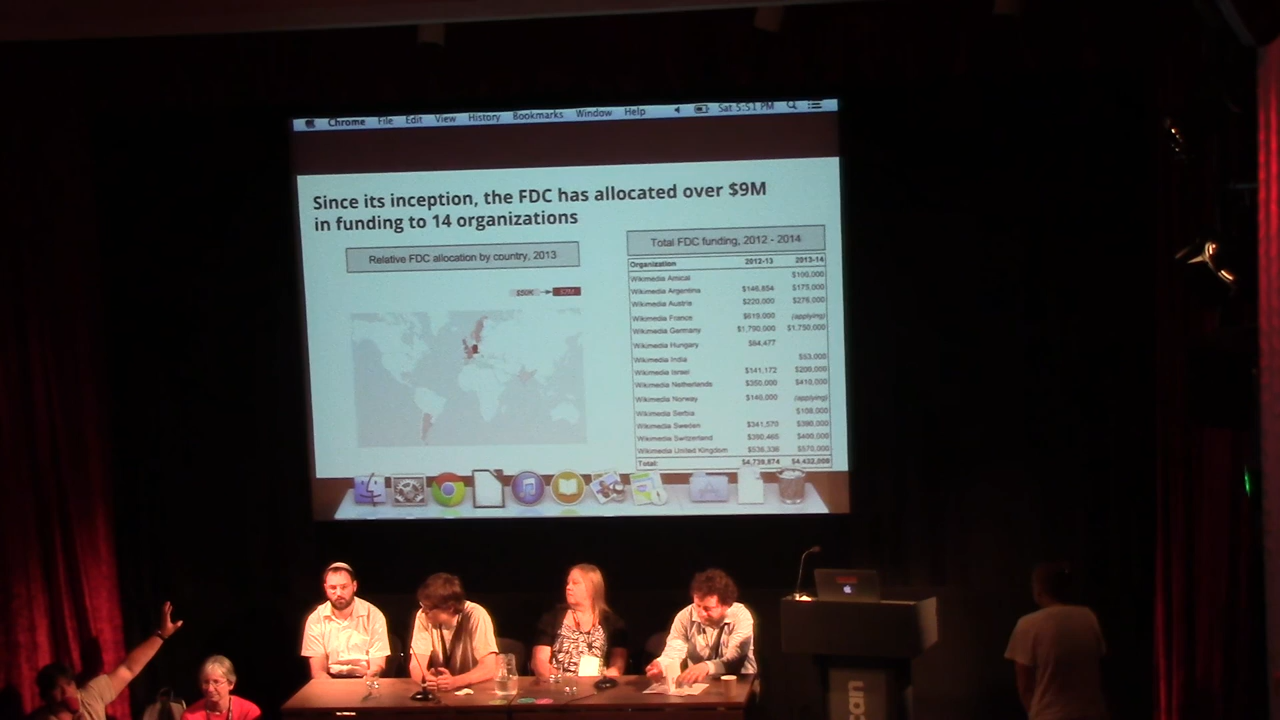 Chrome File Edit View History Bookmarks Window Help Sat 5:51 PM
Since its inception, the FDC has allocated over $9M
in funding to 14 organizations
Relative FDC allocation by country, 2013
$50K $2M
Total FDC funding, 2012 - 2014
Organization 2012-13 2013-14
Wikimedia Amical $100,000
Wikimedia Argentina $146,854 $175,000
Wikimedia Austria $220,000 $276,000
Wikimedia France $619,000 (applying)
Wikimedia Germany $1,790,000 $1,750,000
Wikimedia Hungary $64,477
Wikimedia India $53,000
Wikimedia Israel $141,172 $200,000
Wikimedia Netherlands $350,000 $410,000
Wikimedia Norway $140,000 (applying)
Wikimedia Serbia $108,000
Wikimedia Sweden $341,570 $390,000
Wikimedia Switzerland $390,466 $400,000
Wikimedia United Kingdom $536,336 $570,000
Total: $4,432,000
can